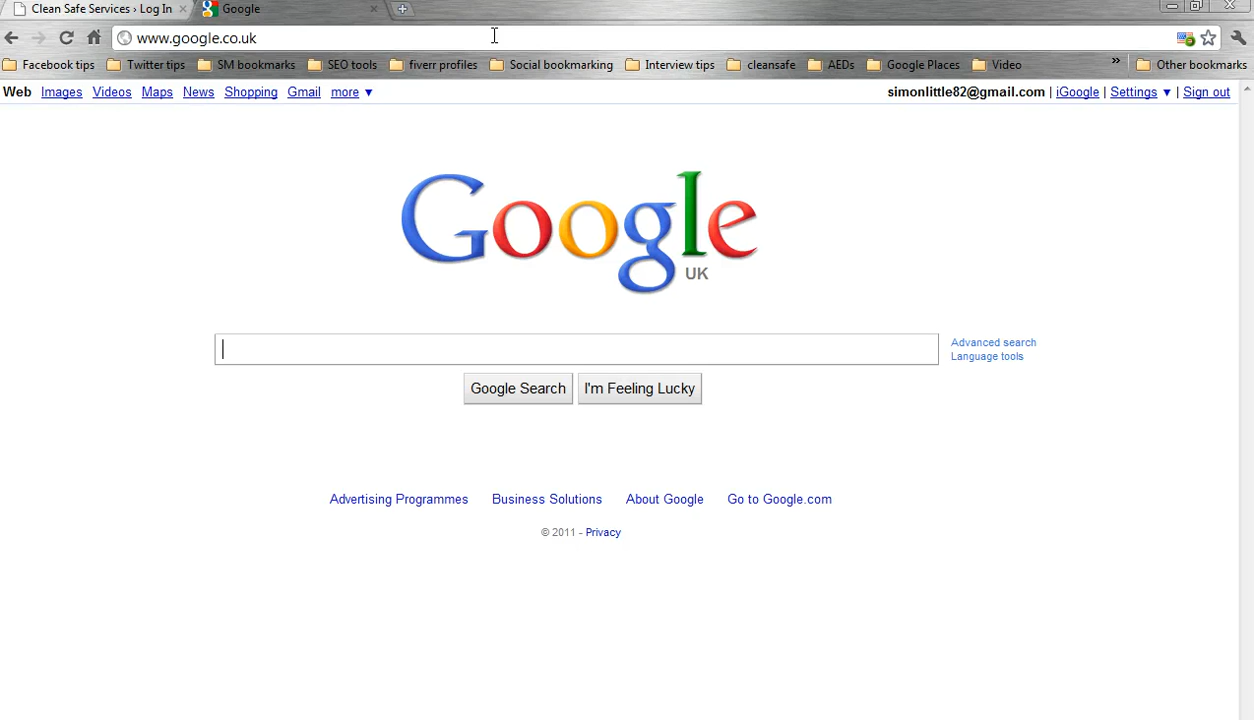 Clean Safe Services › Log In Google
www.google.co.uk
Facebook tips Twitter tips SM bookmarks SEO tools fiverr profiles Social bookmarking Interview tips cleansafe AEDs Google Places Video » Other bookmarks
Web Images Videos Maps News Shopping Gmail more ▼ simonlittle82@gmail.com | iGoogle | Settings ▼ | Sign out
Google
UK
Advanced search
Language tools
Google Search I'm Feeling Lucky
Advertising Programmes Business Solutions About Google Go to Google.com
© 2011 - Privacy